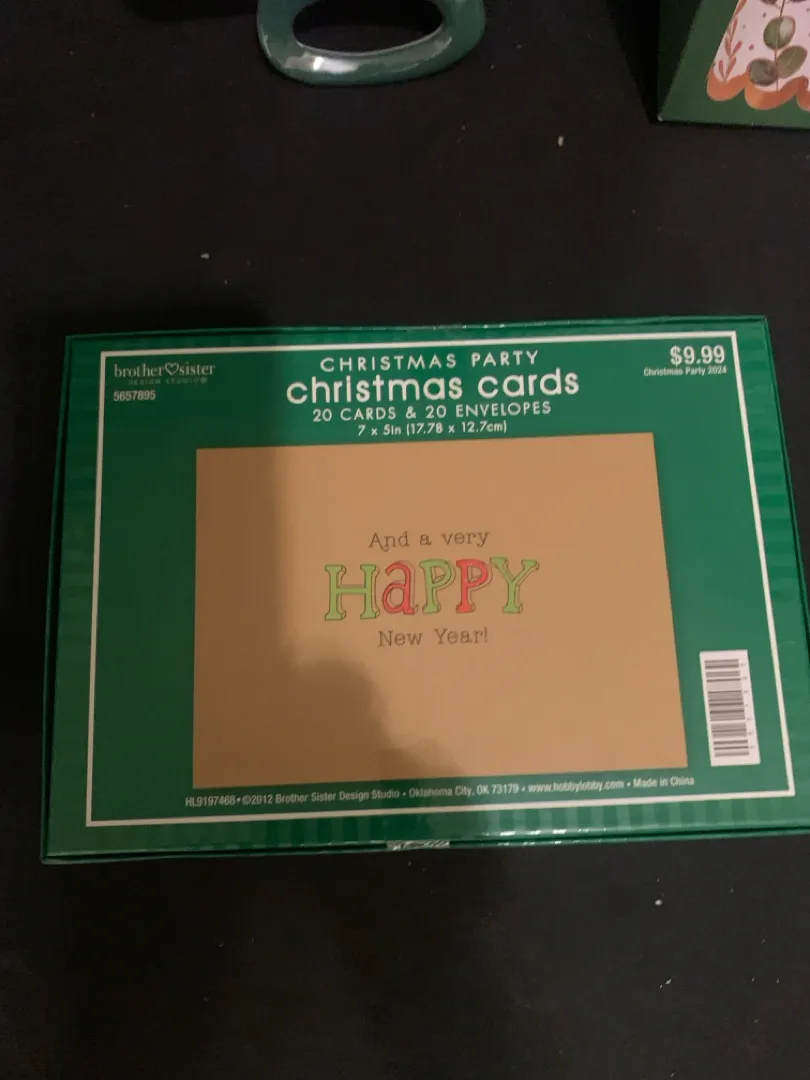 brother♡sister
DESIGN STUDIO®
5657895
CHRISTMAS PARTY
christmas cards
20 CARDS & 20 ENVELOPES
7 x 5in (17.78 x 12.7cm)
$9.99
Christmas Party 2024
And a very
HaPPY
New Year!
HL9197468 • ©2012 Brother Sister Design Studio • Oklahoma City, OK 73179 • www.hobbylobby.com • Made in China